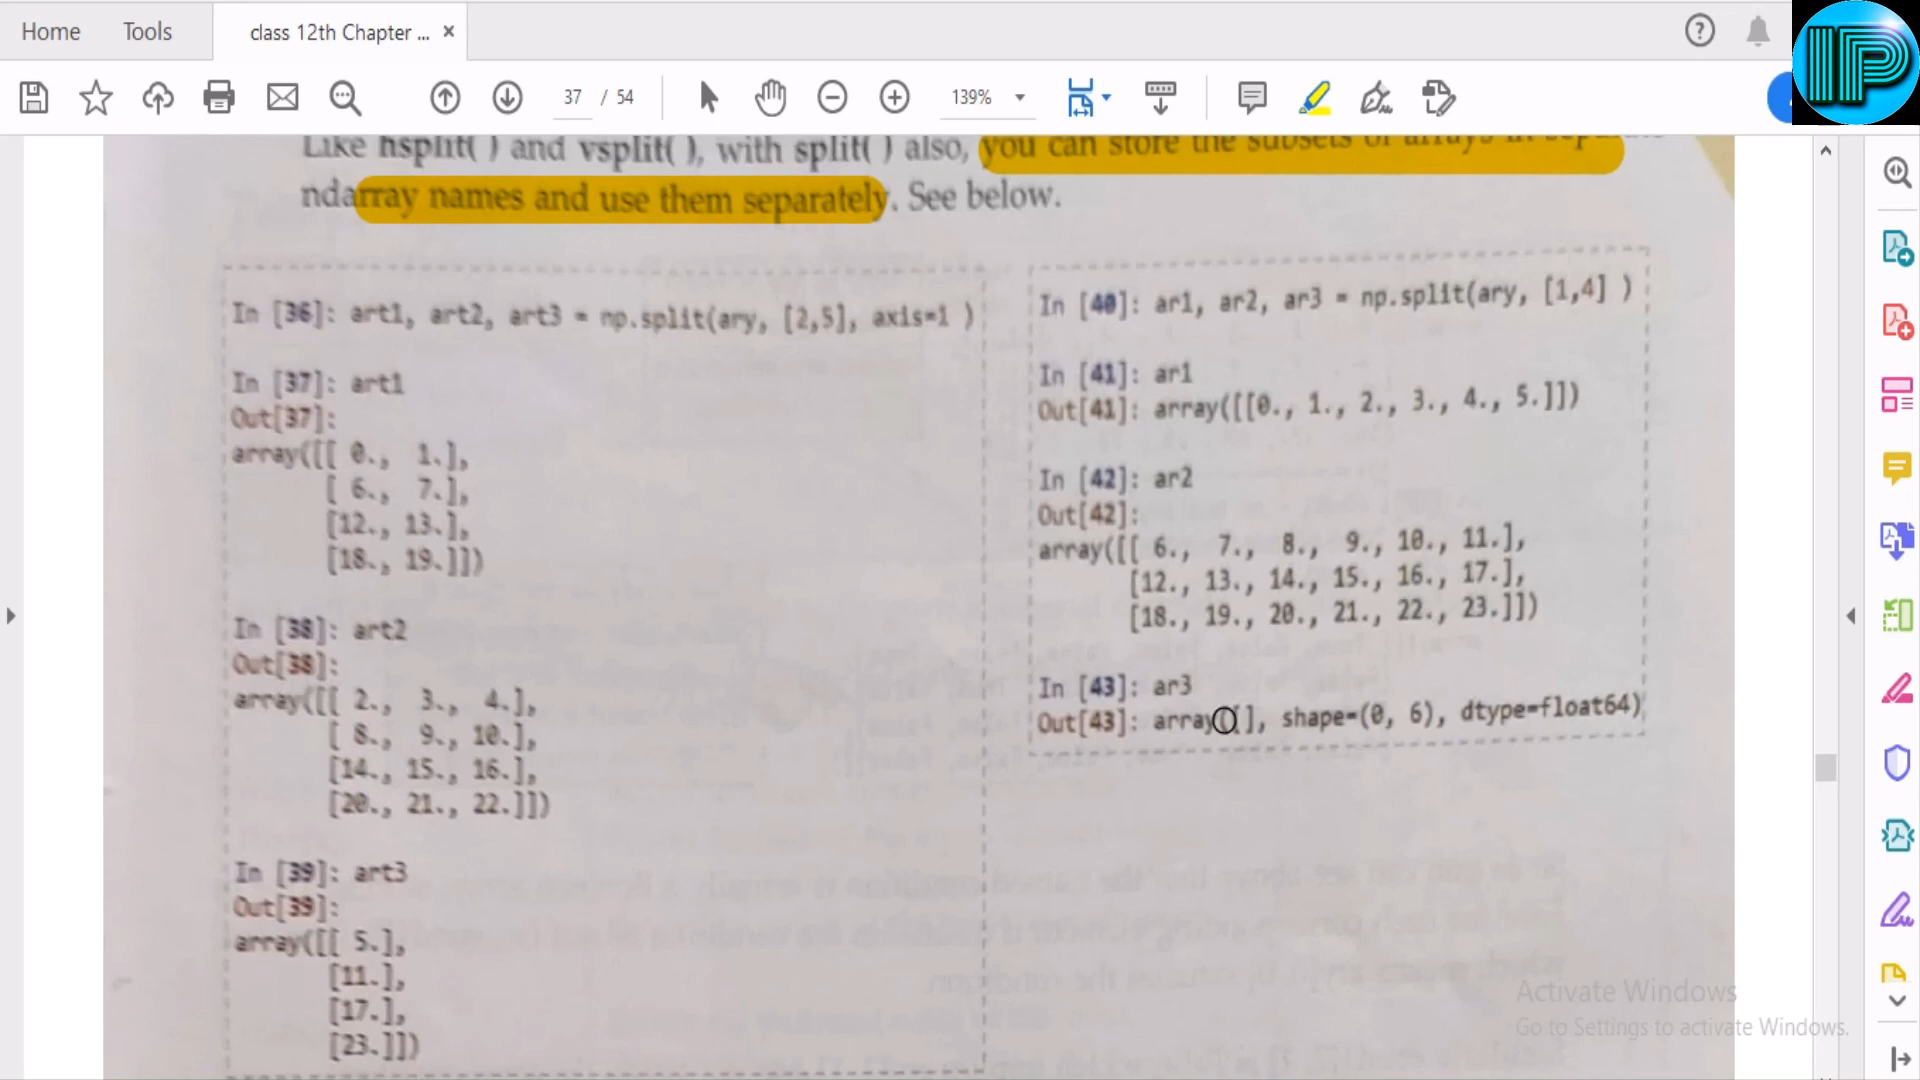 Home
Tools
class 12th Chapter ... ×
37 / 54
139%
IP
Like hsplit( ) and vsplit( ), with split( ) also, you can store the subsets of arrays in
ndarray names and use them separately. See below.
In [36]: art1, art2, art3 = np.split(ary, [2,5], axis=1 )
In [37]: art1
Out[37]:
array([[ 0., 1.],
[ 6., 7.],
[12., 13.],
[18., 19.]])
In [38]: art2
Out[38]:
array([[ 2., 3., 4.],
[ 8., 9., 10.],
[14., 15., 16.],
[20., 21., 22.]])
In [39]: art3
Out[39]:
array([[ 5.],
[11.],
[17.],
[23.]])
In [40]: ar1, ar2, ar3 = np.split(ary, [1,4] )
In [41]: ar1
Out[41]: array([[0., 1., 2., 3., 4., 5.]])
In [42]: ar2
Out[42]:
array([[ 6., 7., 8., 9., 10., 11.],
[12., 13., 14., 15., 16., 17.],
[18., 19., 20., 21., 22., 23.]])
In [43]: ar3
Out[43]: array([], shape=(0, 6), dtype=float64)
Activate Windows
Go to Settings to activate Windows.